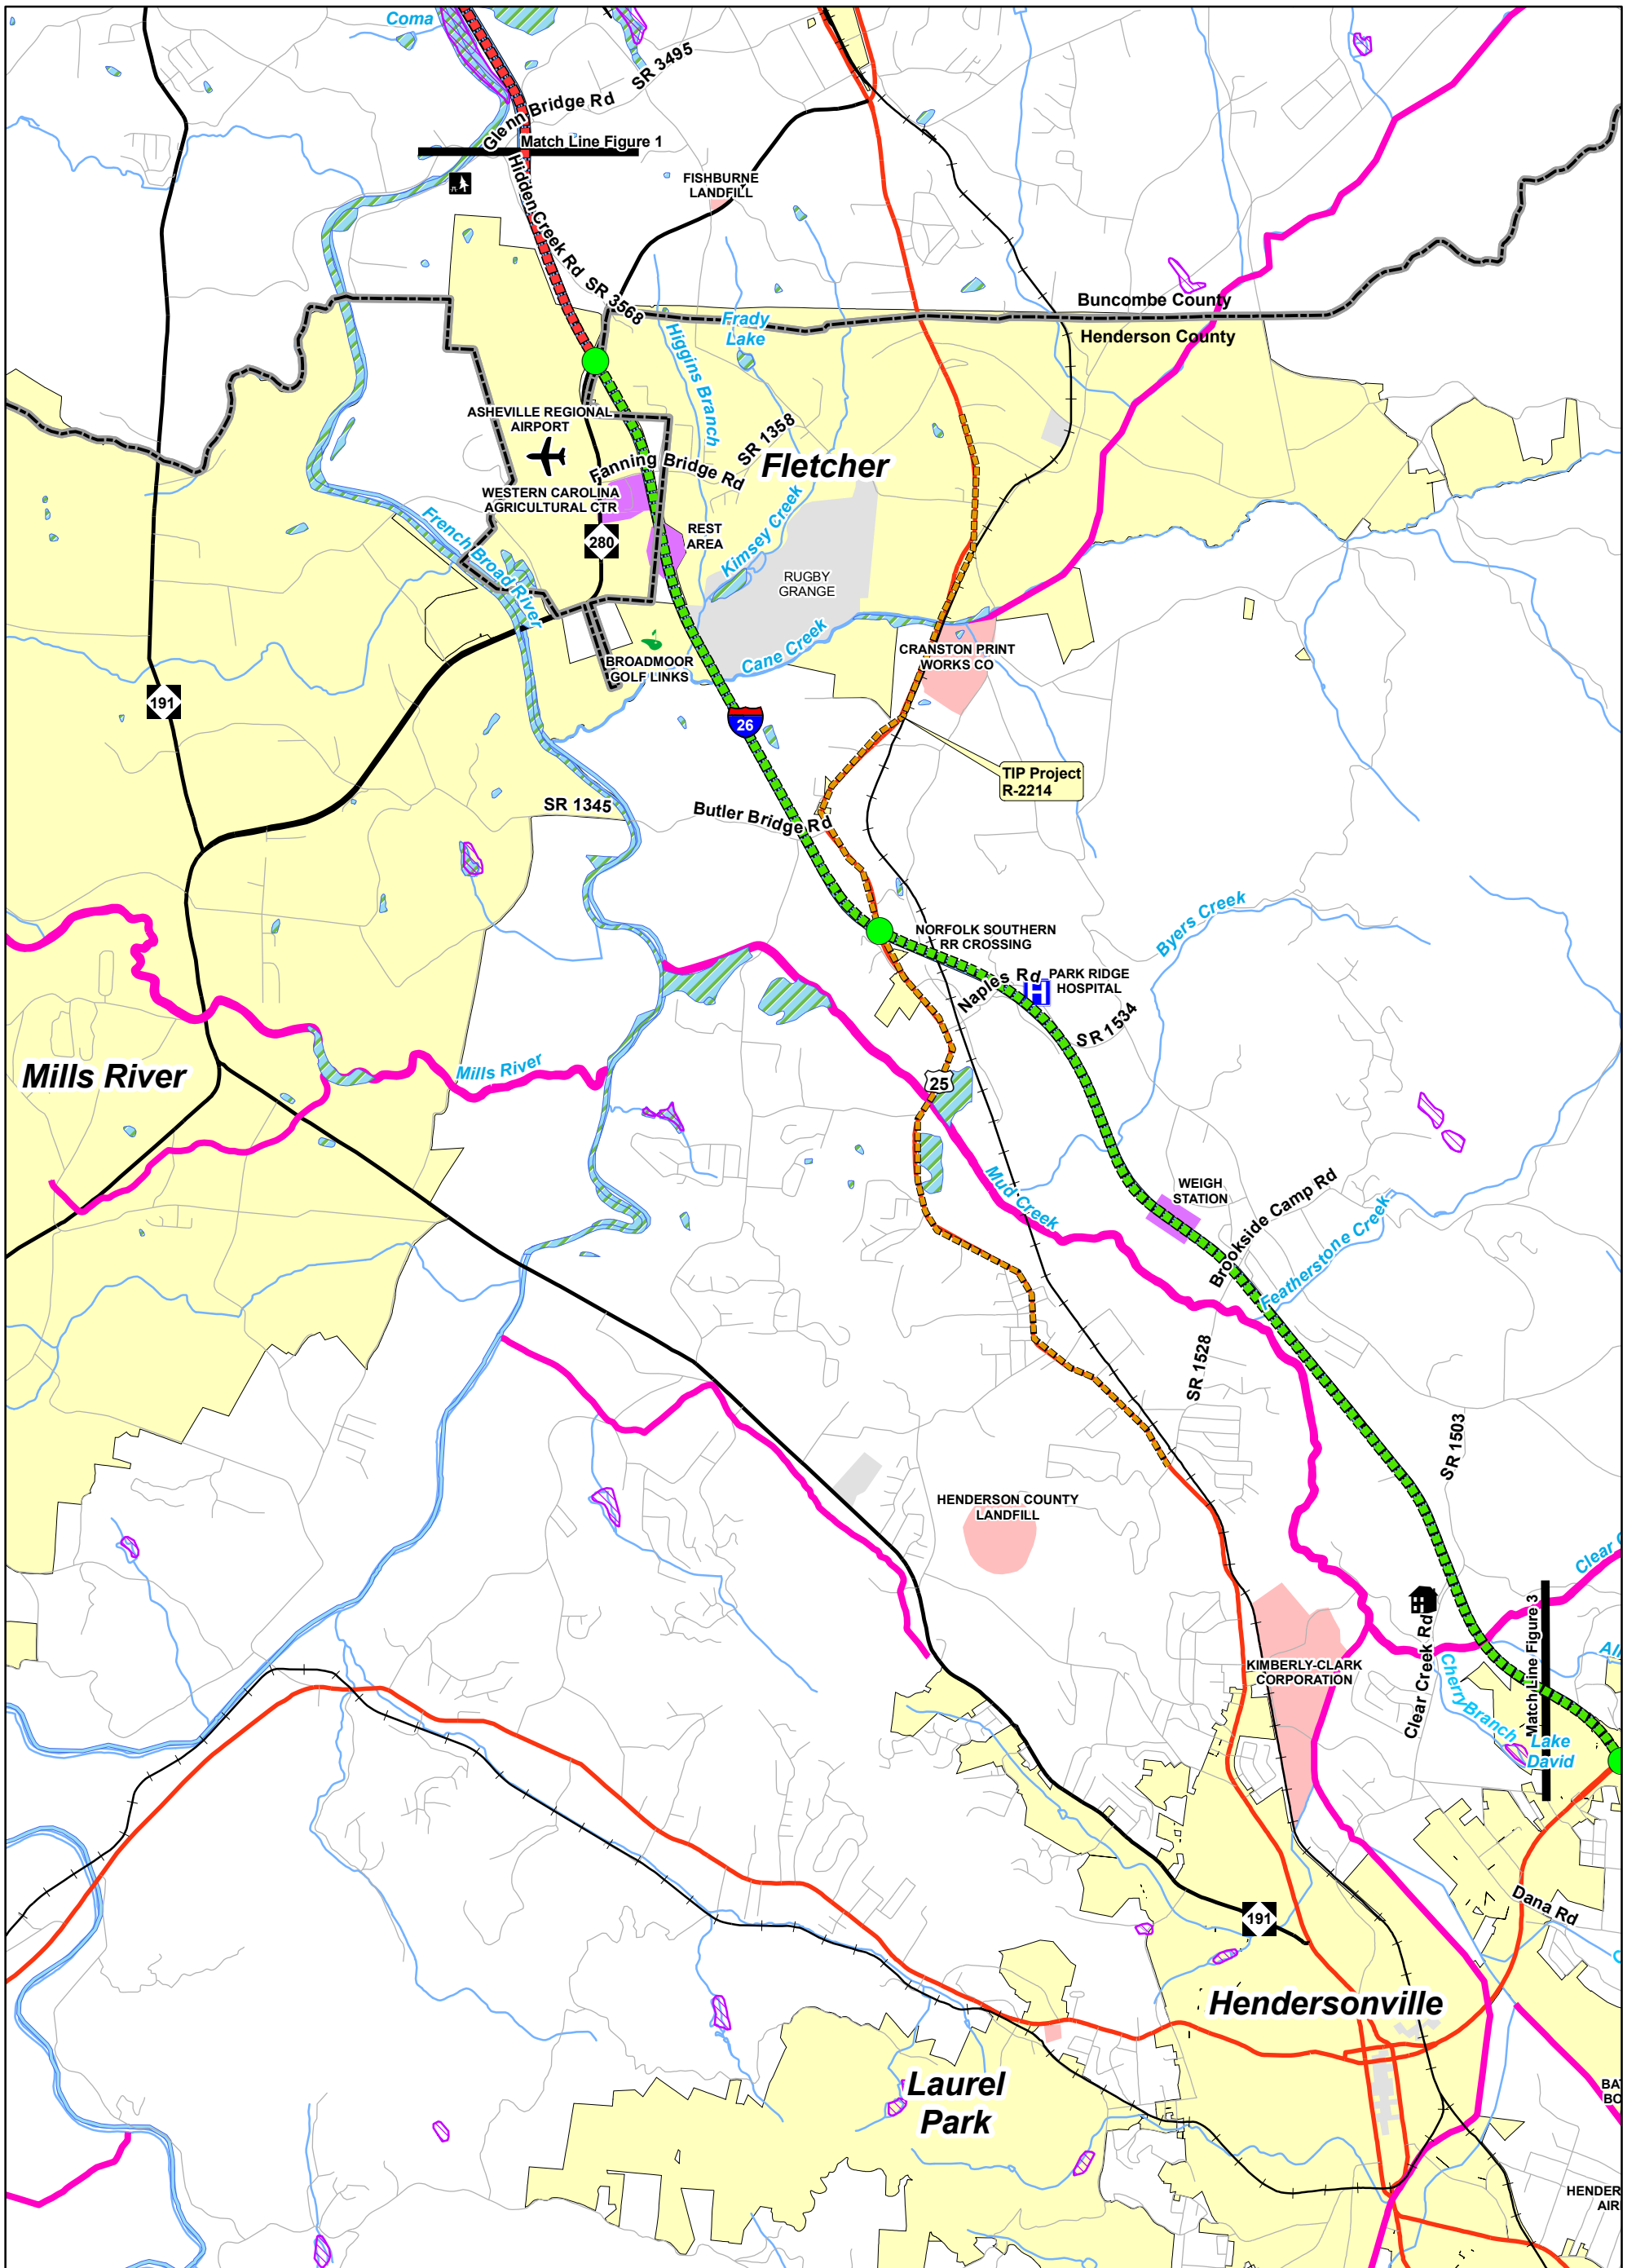 Coma
SR 3495
Glenn Bridge Rd
Match Line Figure 1
Hidden Creek Rd
SR 3568
FISHBURNE
LANDFILL
Buncombe County
Henderson County
Frady
Lake
Higgins Branch
ASHEVILLE REGIONAL
AIRPORT
SR 1358
Fanning Bridge Rd
Fletcher
WESTERN CAROLINA
AGRICULTURAL CTR
280
REST
AREA
Kimsey Creek
French Broad River
RUGBY
GRANGE
Cane Creek
CRANSTON PRINT
WORKS CO
BROADMOOR
GOLF LINKS
191
26
TIP Project
R-2214
SR 1345
Butler Bridge Rd
Byers Creek
NORFOLK SOUTHERN
RR CROSSING
Naples Rd
H
PARK RIDGE
HOSPITAL
SR 1534
Mills River
Mills River
25
Mud Creek
WEIGH
STATION
Brookside Camp Rd
Featherstone Creek
SR 1528
SR 1503
HENDERSON COUNTY
LANDFILL
Clear
Match Line Figure 3
KIMBERLY-CLARK
CORPORATION
Clear Creek Rd
Cherry Branch
Lake
David
Dana Rd
191
Hendersonville
Laurel
Park
BA
BO
HENDER
AIR